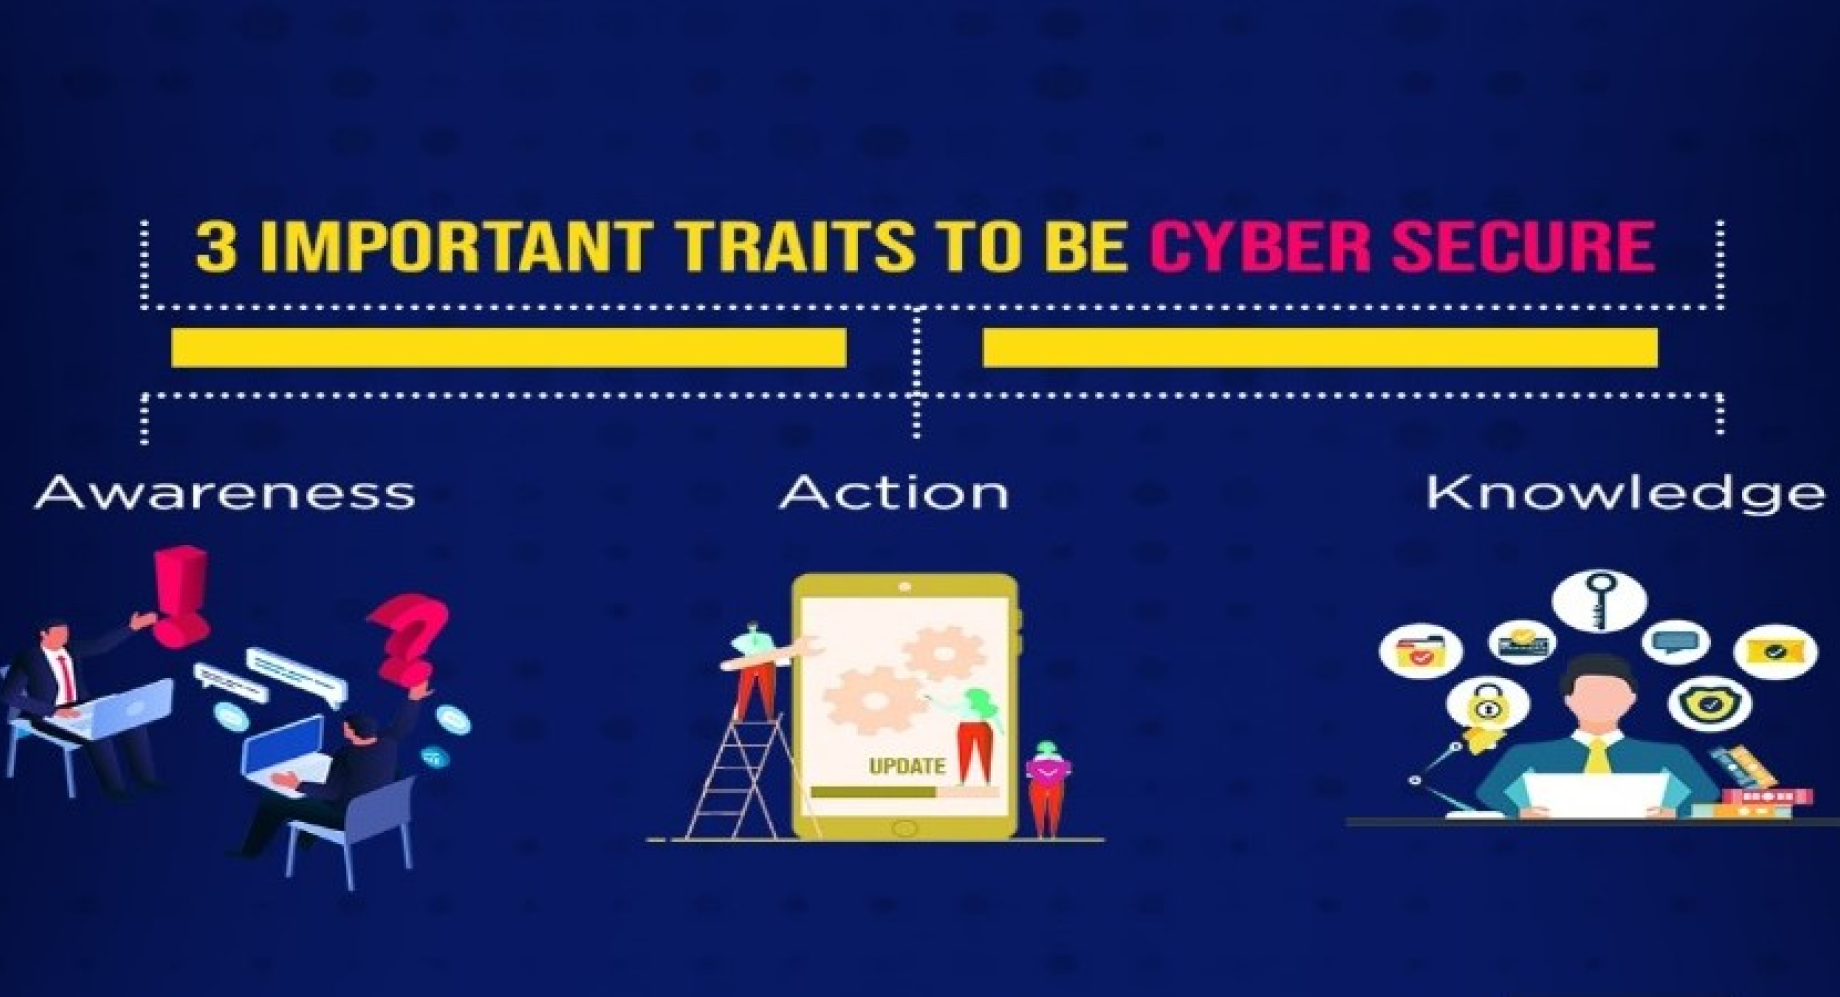 3 IMPORTANT TRAITS TO BE CYBER SECURE
Awareness
Action
Knowledge
UPDATE